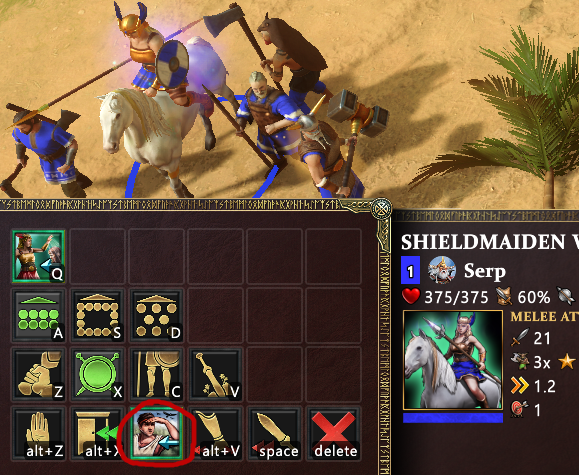 Q
SHIELDMAIDEN
1 Serp
375/375 60%
MELEE AT
21
3x
1.2
1
A S D
Z X C V
alt+Z alt+X alt+V space delete